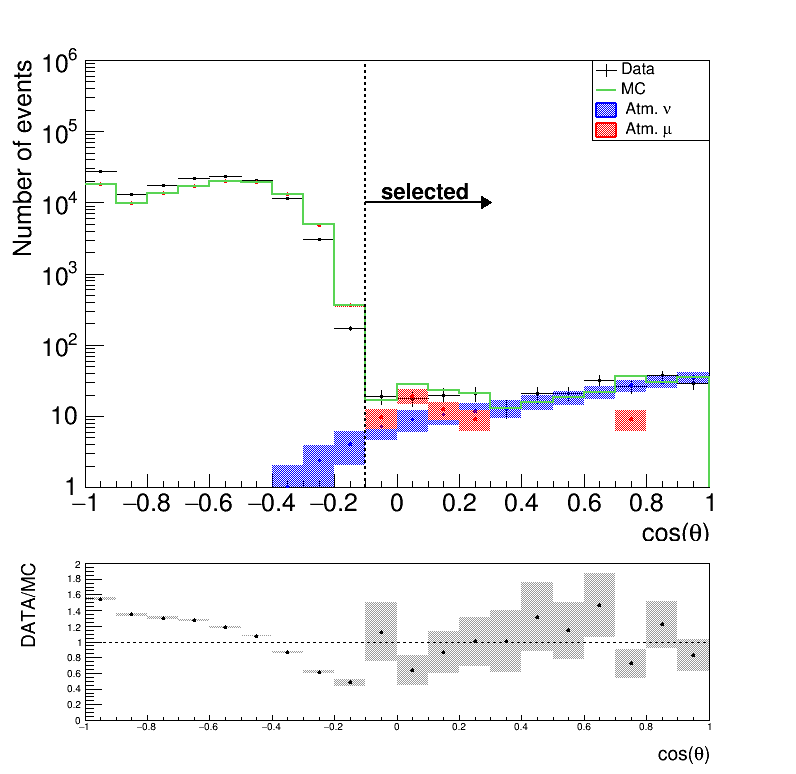 Number of events
10⁶
10⁵
10⁴
10³
10²
10
1
Data
MC
Atm. ν
Atm. μ
selected
−1 −0.8 −0.6 −0.4 −0.2 0 0.2 0.4 0.6 0.8 1
cos(θ)
DATA/MC
2
1.8
1.6
1.4
1.2
1
0.8
0.6
0.4
0.2
0
−1 −0.8 −0.6 −0.4 −0.2 0 0.2 0.4 0.6 0.8 1
cos(θ)